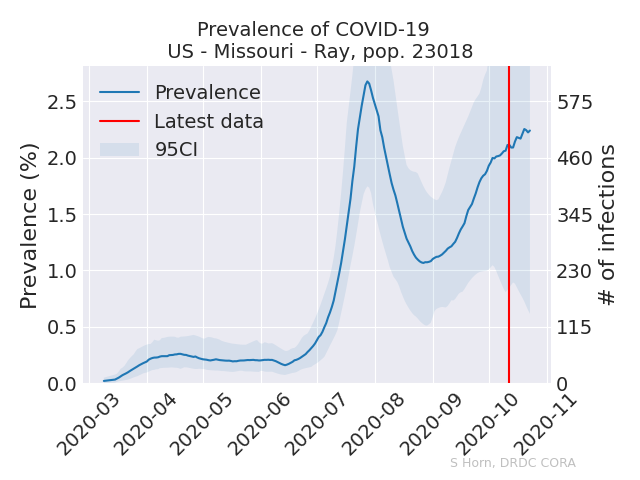 Prevalence of COVID-19
US - Missouri - Ray, pop. 23018
Prevalence
Latest data
95CI
Prevalence (%)
2.5
2.0
1.5
1.0
0.5
0.0
# of infections
575
460
345
230
115
0
2020-03
2020-04
2020-05
2020-06
2020-07
2020-08
2020-09
2020-10
2020-11
S Horn, DRDC CORA